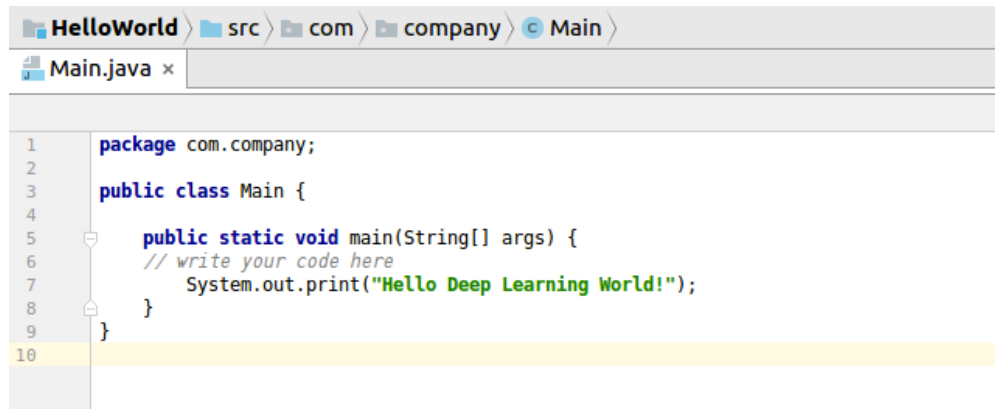 HelloWorld src com company C Main
Main.java ×
1 package com.company;
2
3 public class Main {
4
5     public static void main(String[] args) {
6     // write your code here
7         System.out.print("Hello Deep Learning World!");
8     }
9 }
10